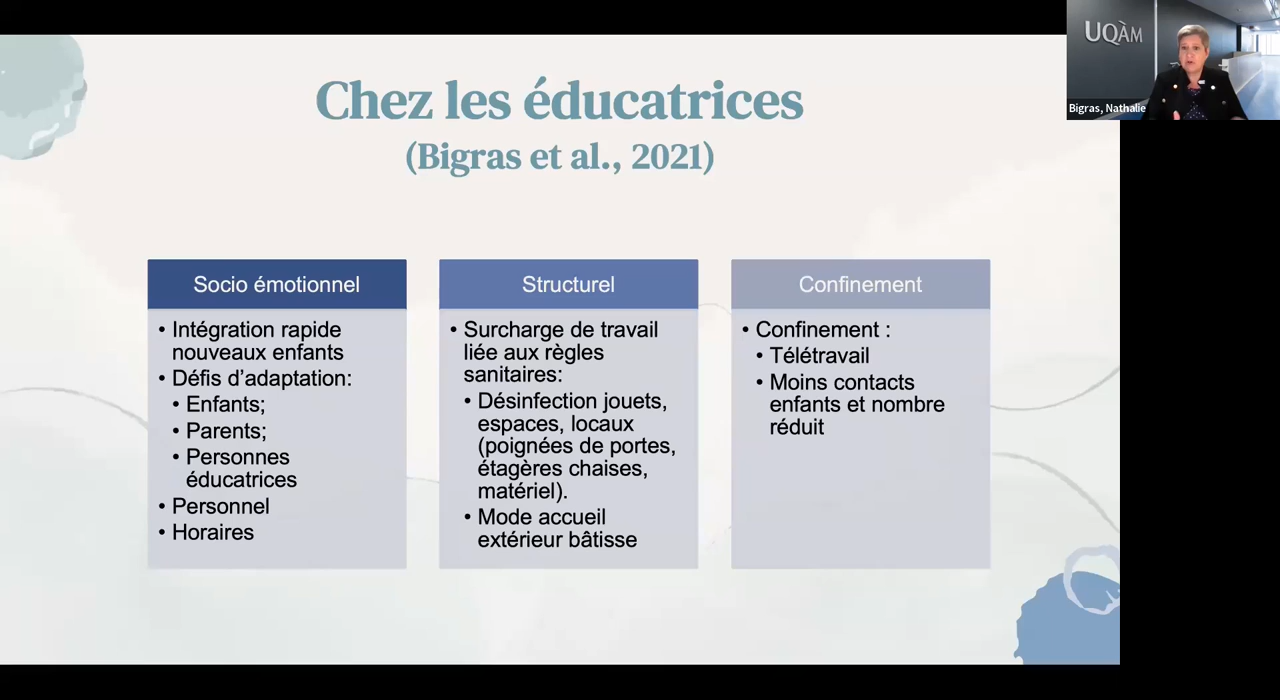 Chez les éducatrices
(Bigras et al., 2021)
UQÀM
Bigras, Nathalie
Socio émotionnel
• Intégration rapide
nouveaux enfants
• Défis d’adaptation:
• Enfants;
• Parents;
• Personnes
éducatrices
• Personnel
• Horaires
Structurel
• Surcharge de travail
liée aux règles
sanitaires:
• Désinfection jouets,
espaces, locaux
(poignées de portes,
étagères chaises,
matériel).
• Mode accueil
extérieur bâtisse
Confinement
• Confinement :
• Télétravail
• Moins contacts
enfants et nombre
réduit